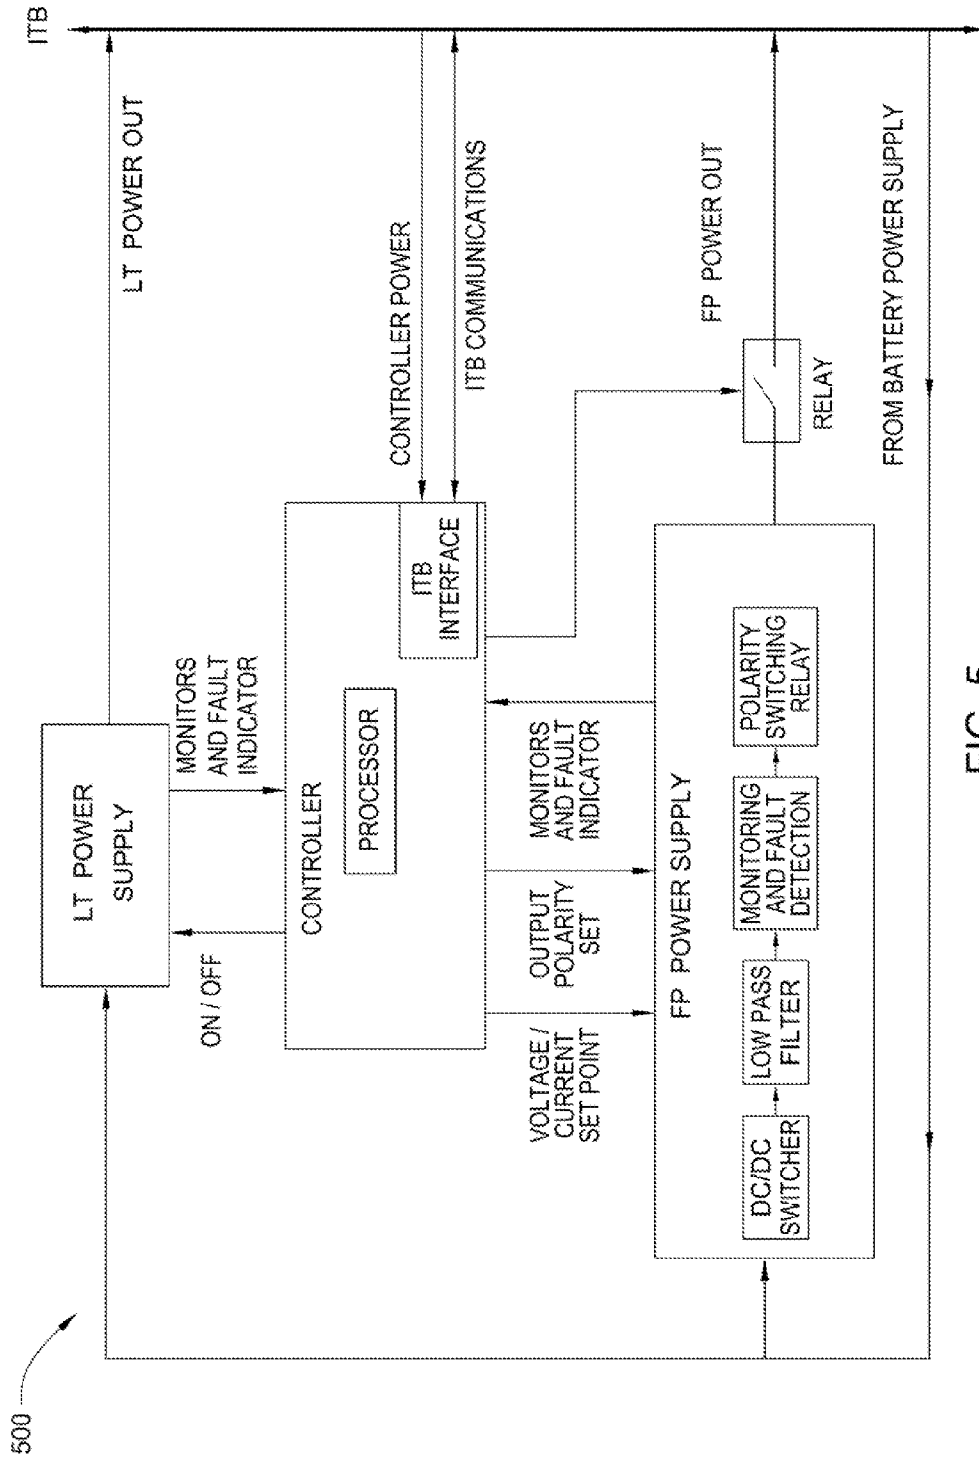 500
ITB
LT POWER
SUPPLY
LT POWER OUT
ON / OFF
MONITORS
AND FAULT
INDICATOR
CONTROLLER
PROCESSOR
ITB
INTERFACE
CONTROLLER POWER
ITB COMMUNICATIONS
VOLTAGE /
CURRENT
SET POINT
OUTPUT
POLARITY
SET
MONITORS
AND FAULT
INDICATOR
FP POWER SUPPLY
DC/DC
SWITCHER
LOW PASS
FILTER
MONITORING
AND FAULT
DETECTION
POLARITY
SWITCHING
RELAY
RELAY
FP POWER OUT
FROM BATTERY POWER SUPPLY
FIG. 5